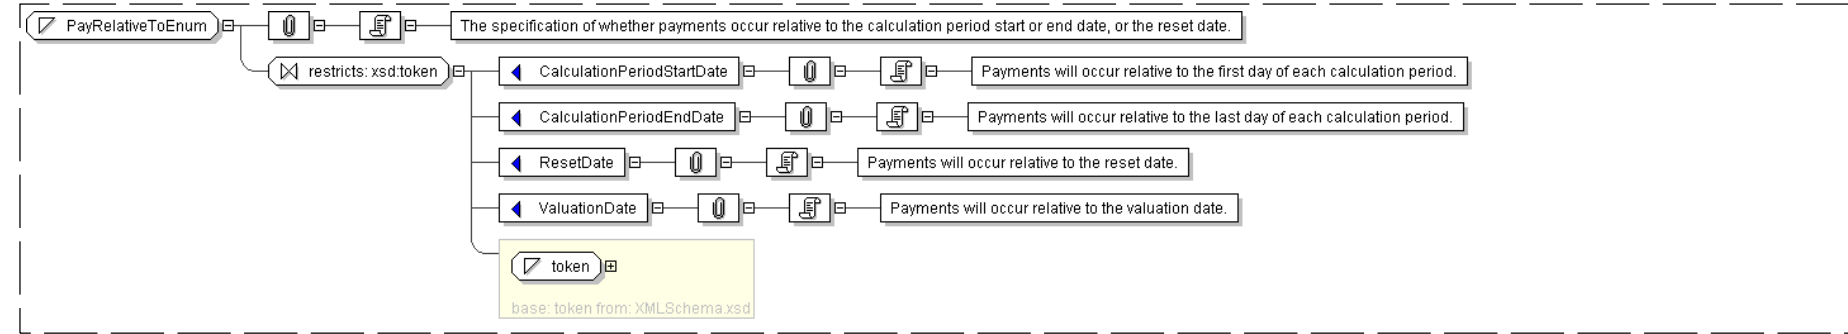 PayRelativeToEnum
The specification of whether payments occur relative to the calculation period start or end date, or the reset date.
restricts: xsd:token
CalculationPeriodStartDate
Payments will occur relative to the first day of each calculation period.
CalculationPeriodEndDate
Payments will occur relative to the last day of each calculation period.
ResetDate
Payments will occur relative to the reset date.
ValuationDate
Payments will occur relative to the valuation date.
token
base: token from: XMLSchema.xsd